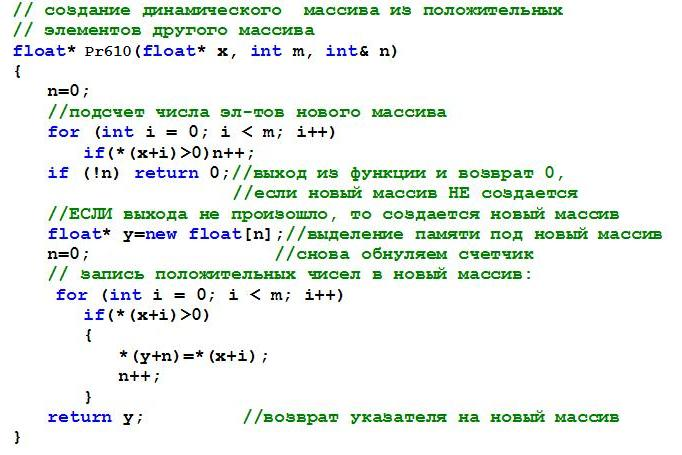 // создание динамического  массива из положительных
// элементов другого массива
float* Pr610(float* x, int m, int& n)
{
n=0;
//подсчет числа эл-тов нового массива
for (int i = 0; i < m; i++)
if(*(x+i)>0)n++;
if (!n) return 0;//выход из функции и возврат 0,
//если новый массив НЕ создается
//ЕСЛИ выхода не произошло, то создается новый массив
float* y=new float[n];//выделение памяти под новый массив
n=0; //снова обнуляем счетчик
// запись положительных чисел в новый массив:
for (int i = 0; i < m; i++)
if(*(x+i)>0)
{
*(y+n)=*(x+i);
n++;
}
return y; //возврат указателя на новый массив
}